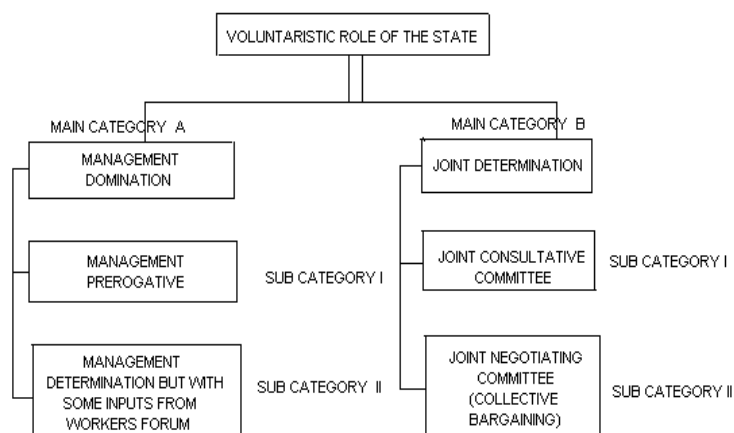 VOLUNTARISTIC ROLE OF THE STATE
MAIN CATEGORY A
MANAGEMENT
DOMINATION
MANAGEMENT
PREROGATIVE
SUB CATEGORY I
MANAGEMENT
DETERMINATION BUT WITH
SOME INPUTS FROM
WORKERS FORUM
SUB CATEGORY II
MAIN CATEGORY B
JOINT DETERMINATION
JOINT CONSULTATIVE
COMMITTEE
SUB CATEGORY I
JOINT NEGOTIATING
COMMITTEE
(COLLECTIVE
BARGAINING)
SUB CATEGORY II